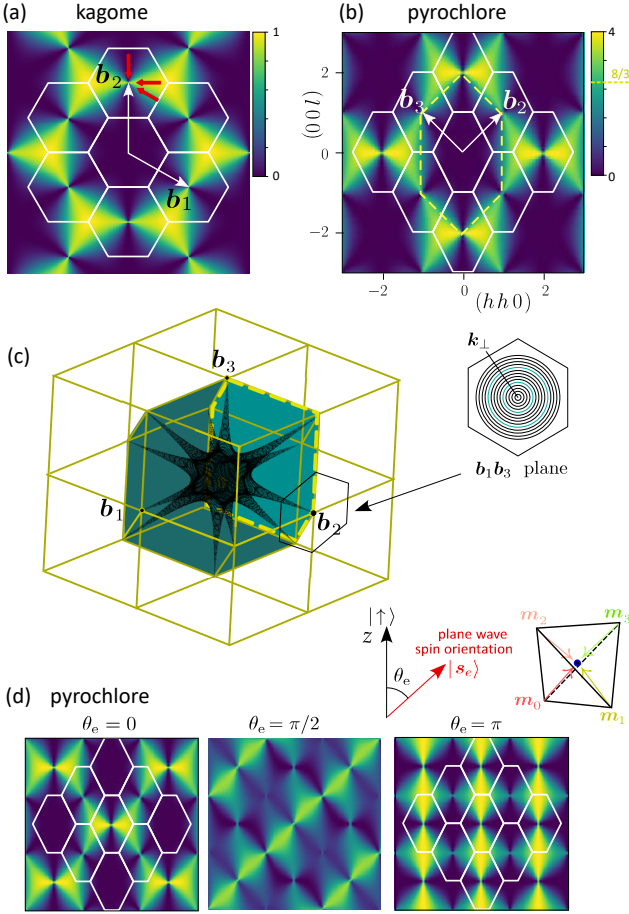 (a) kagome
1
0
b₂
b₁
(b) pyrochlore
4
8/3
0
(0 0 l)
2
0
−2
−2 0 2
(h h 0)
b₃ b₂
(c)
b₃
b₁
b₂
k⊥
b₁b₃ plane
|↑⟩
z
θe
plane wave
spin orientation
|sₑ⟩
m₂ m₃
m₀ m₁
(d) pyrochlore
θe = 0 θe = π/2 θe = π